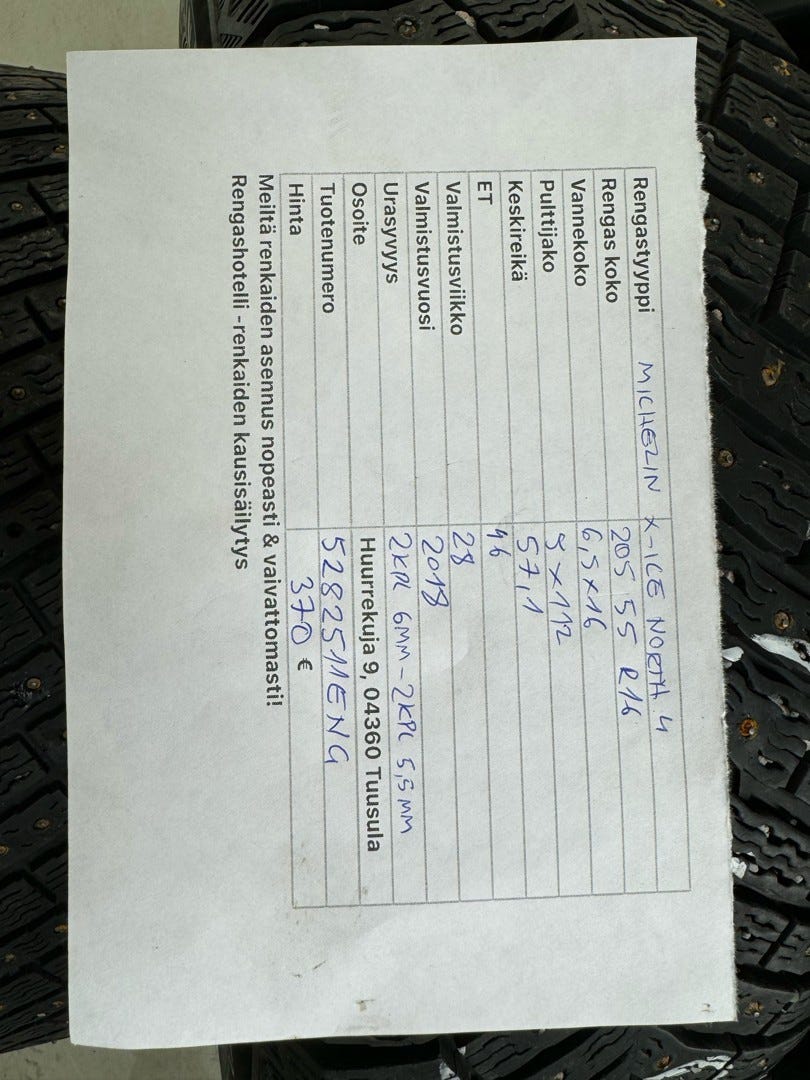 Rengastyyppi MICHELIN X-ICE NORTH 4
Rengas koko 205 55 R16
Vannekoko 6,5x16
Pulttijako 5x112
Keskireikä 57,1
ET 46
Valmistusviikko 28
Valmistusvuosi 2018
Urasyvyys 2KPL 6MM - 2KPL 5,5MM
Osoite Huurrekuja 9, 04360 Tuusula
Tuotenumero 5282511ENG
Hinta 370 €
Meiltä renkaiden asennus nopeasti & vaivattomasti!
Rengashotelli -renkaiden kausisäilytys